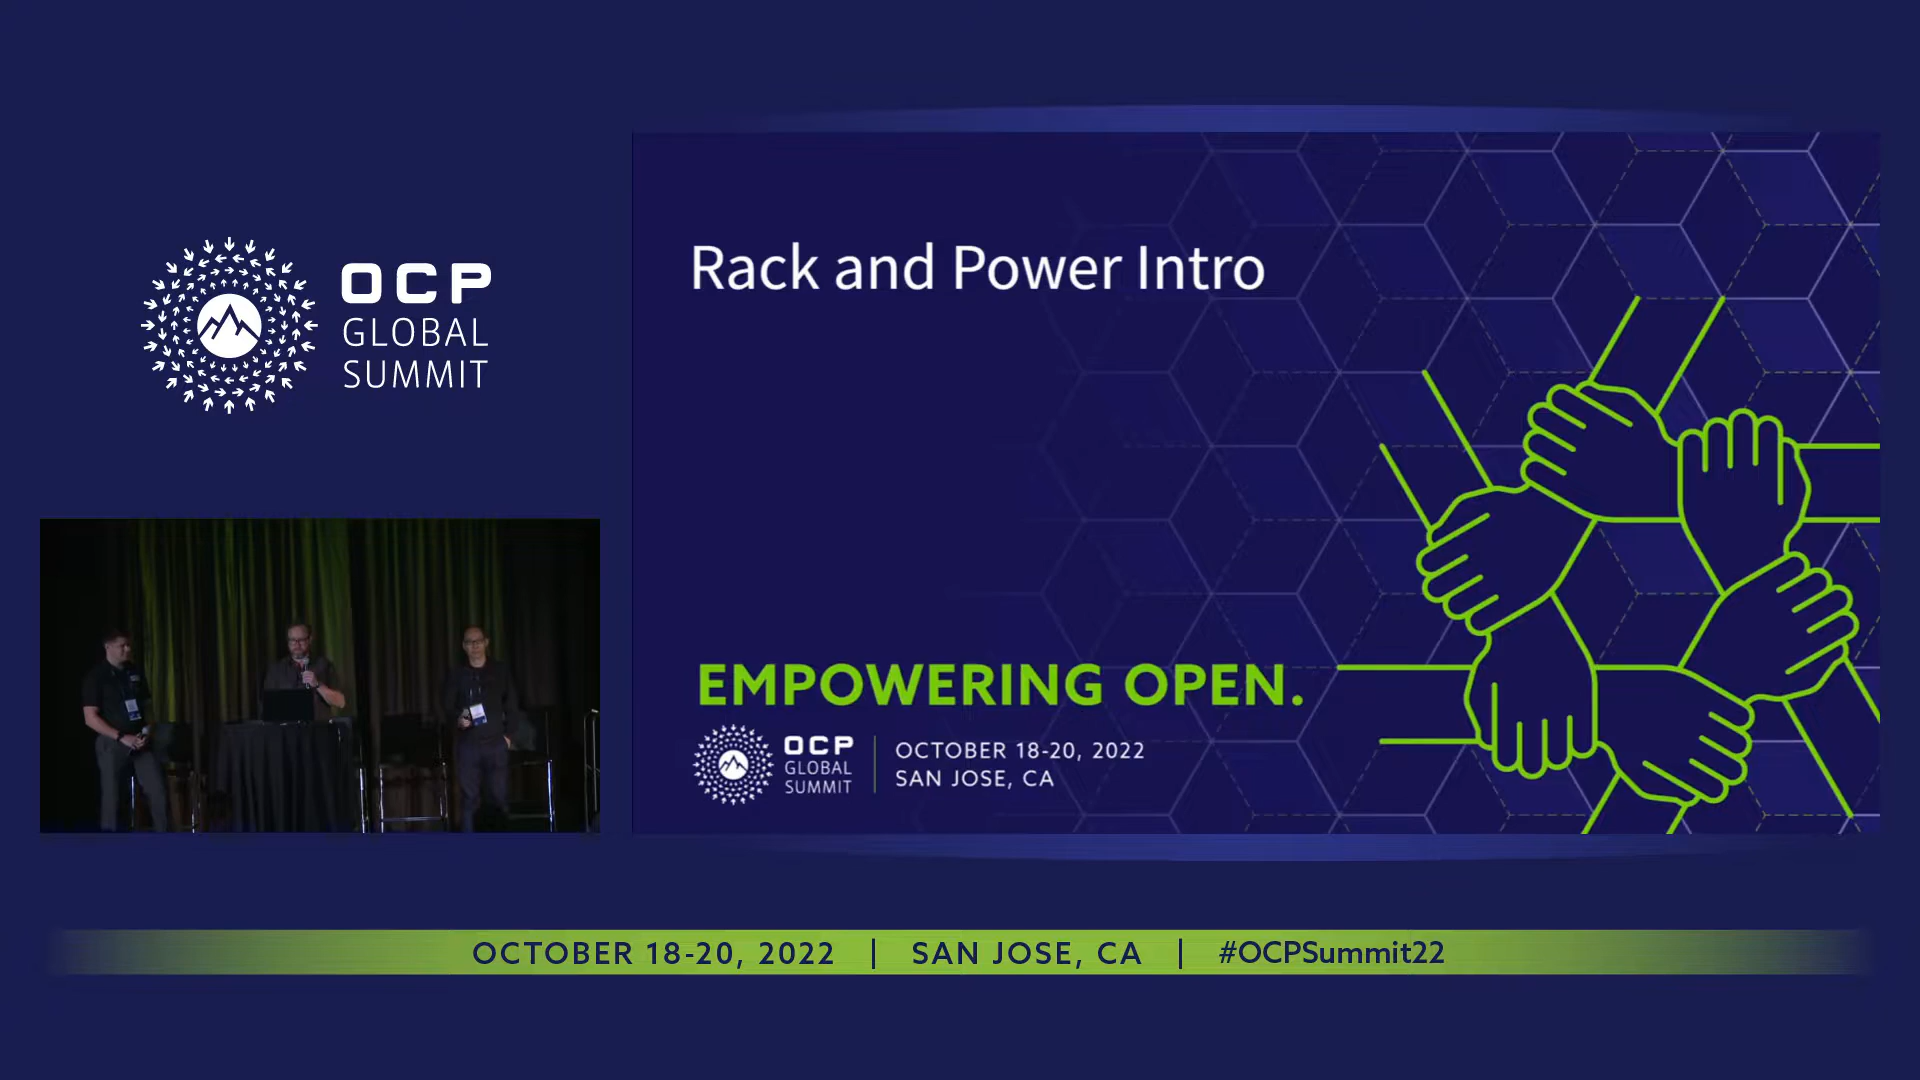 OCP
GLOBAL
SUMMIT
Rack and Power Intro
EMPOWERING OPEN.
OCP
GLOBAL
SUMMIT
OCTOBER 18-20, 2022
SAN JOSE, CA
OCTOBER 18-20, 2022 | SAN JOSE, CA | #OCPSummit22